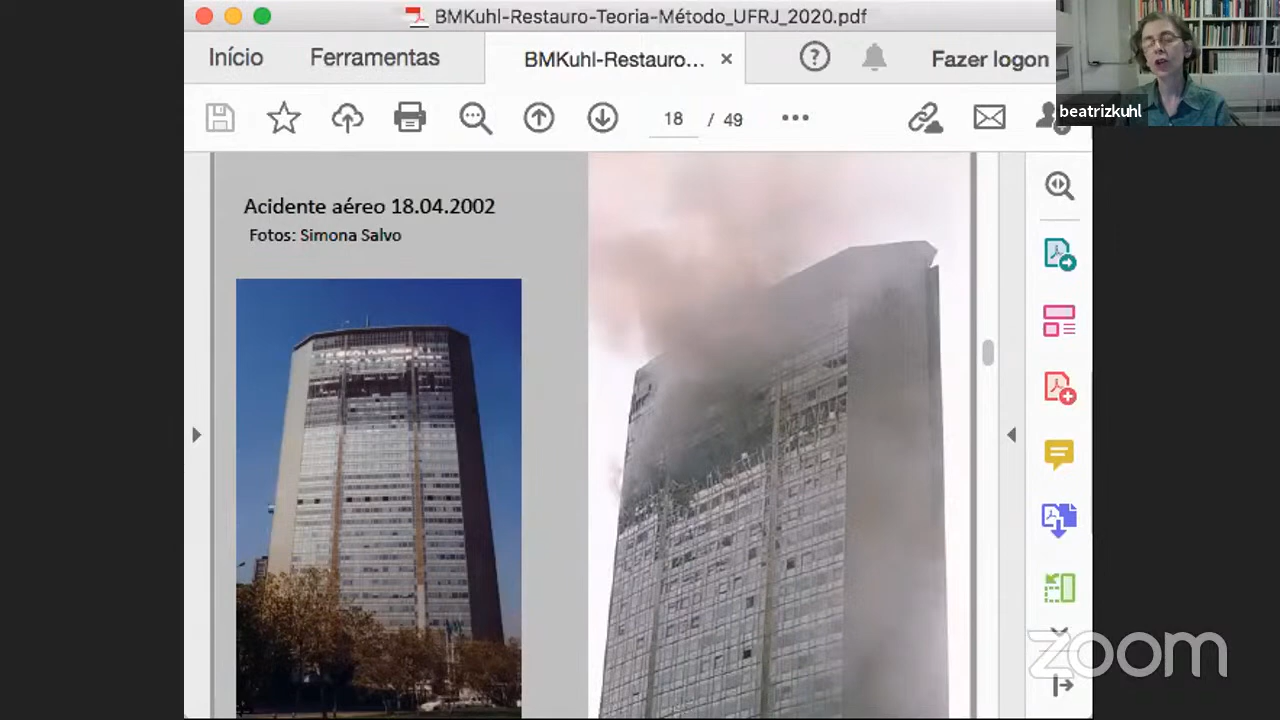 BMKuhl-Restauro-Teoria-Método_UFRJ_2020.pdf
Início
Ferramentas
BMKuhl-Restauro...
Fazer logon
18 / 49
beatrizkuhl
Acidente aéreo 18.04.2002
Fotos: Simona Salvo
zoom